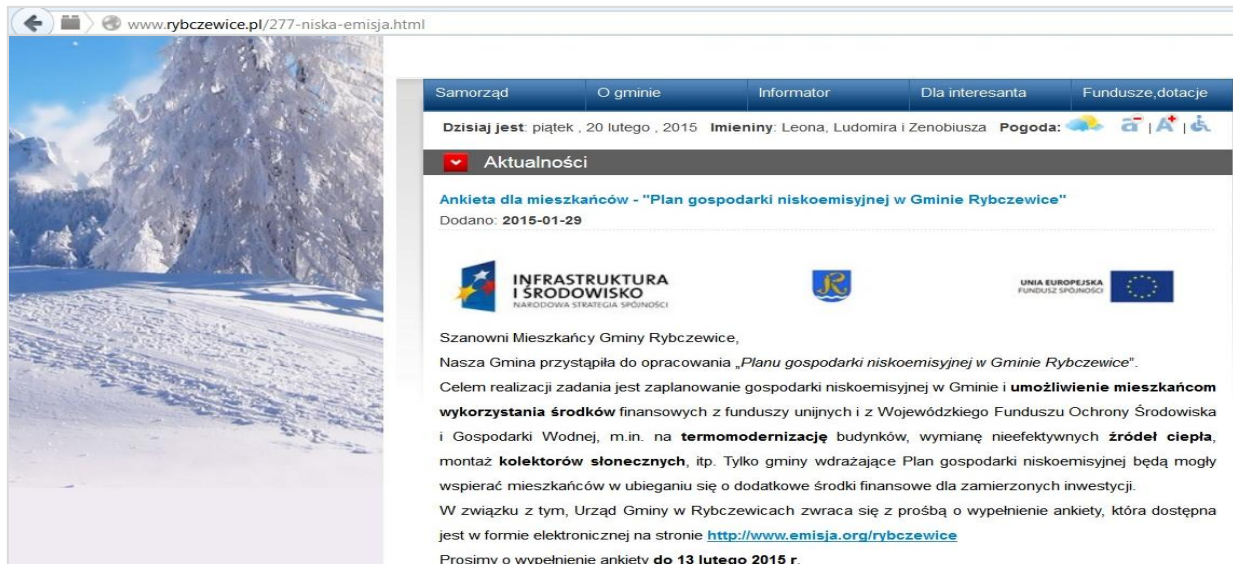 www.rybczewice.pl/277-niska-emisja.html
Samorząd O gminie Informator Dla interesanta Fundusze,dotacje
Dzisiaj jest: piątek , 20 lutego , 2015 Imieniny: Leona, Ludomira i Zenobiusza Pogoda: a | A | 
Aktualności
Ankieta dla mieszkańców - "Plan gospodarki niskoemisyjnej w Gminie Rybczewice"
Dodano: 2015-01-29
INFRASTRUKTURA
I ŚRODOWISKO
NARODOWA STRATEGIA SPÓJNOŚCI
R
UNIA EUROPEJSKA
FUNDUSZ SPÓJNOŚCI
Szanowni Mieszkańcy Gminy Rybczewice,
Nasza Gmina przystąpiła do opracowania „Planu gospodarki niskoemisyjnej w Gminie Rybczewice".
Celem realizacji zadania jest zaplanowanie gospodarki niskoemisyjnej w Gminie i umożliwienie mieszkańcom
wykorzystania środków finansowych z funduszy unijnych i z Wojewódzkiego Funduszu Ochrony Środowiska
i Gospodarki Wodnej, m.in. na termomodernizację budynków, wymianę nieefektywnych źródeł ciepła,
montaż kolektorów słonecznych, itp. Tylko gminy wdrażające Plan gospodarki niskoemisyjnej będą mogły
wspierać mieszkańców w ubieganiu się o dodatkowe środki finansowe dla zamierzonych inwestycji.
W związku z tym, Urząd Gminy w Rybczewicach zwraca się z prośbą o wypełnienie ankiety, która dostępna
jest w formie elektronicznej na stronie http://www.emisja.org/rybczewice
Prosimy o wypełnienie ankiety do 13 lutego 2015 r.